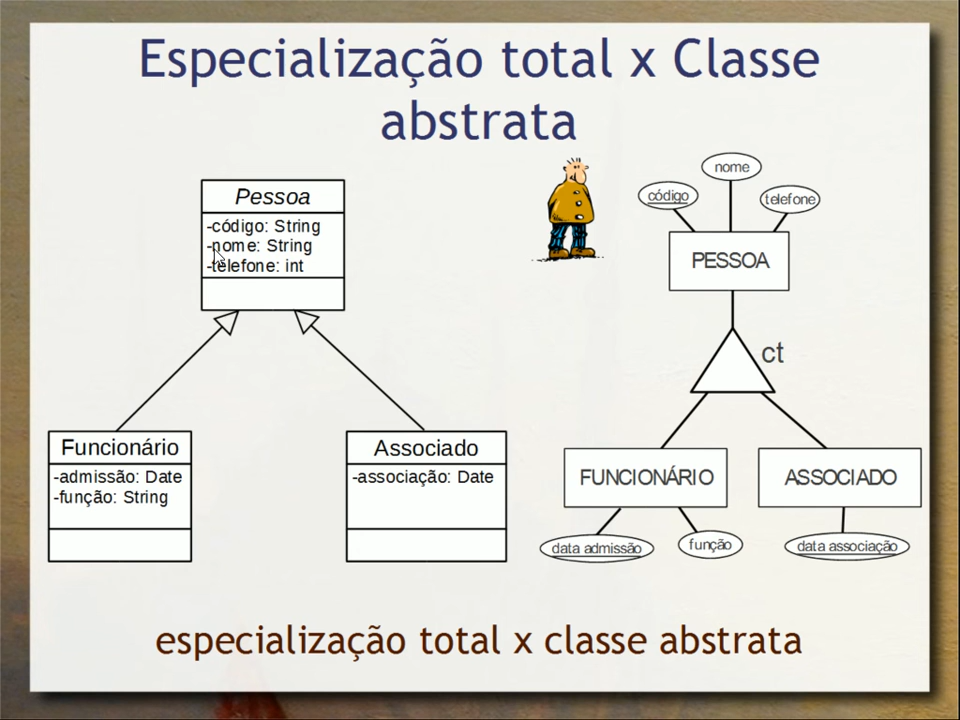 Especialização total x Classe
abstrata
Pessoa
-código: String
-nome: String
-telefone: int
Funcionário
-admissão: Date
-função: String
Associado
-associação: Date
nome
código
telefone
PESSOA
ct
FUNCIONÁRIO
ASSOCIADO
data admissão
função
data associação
especialização total x classe abstrata